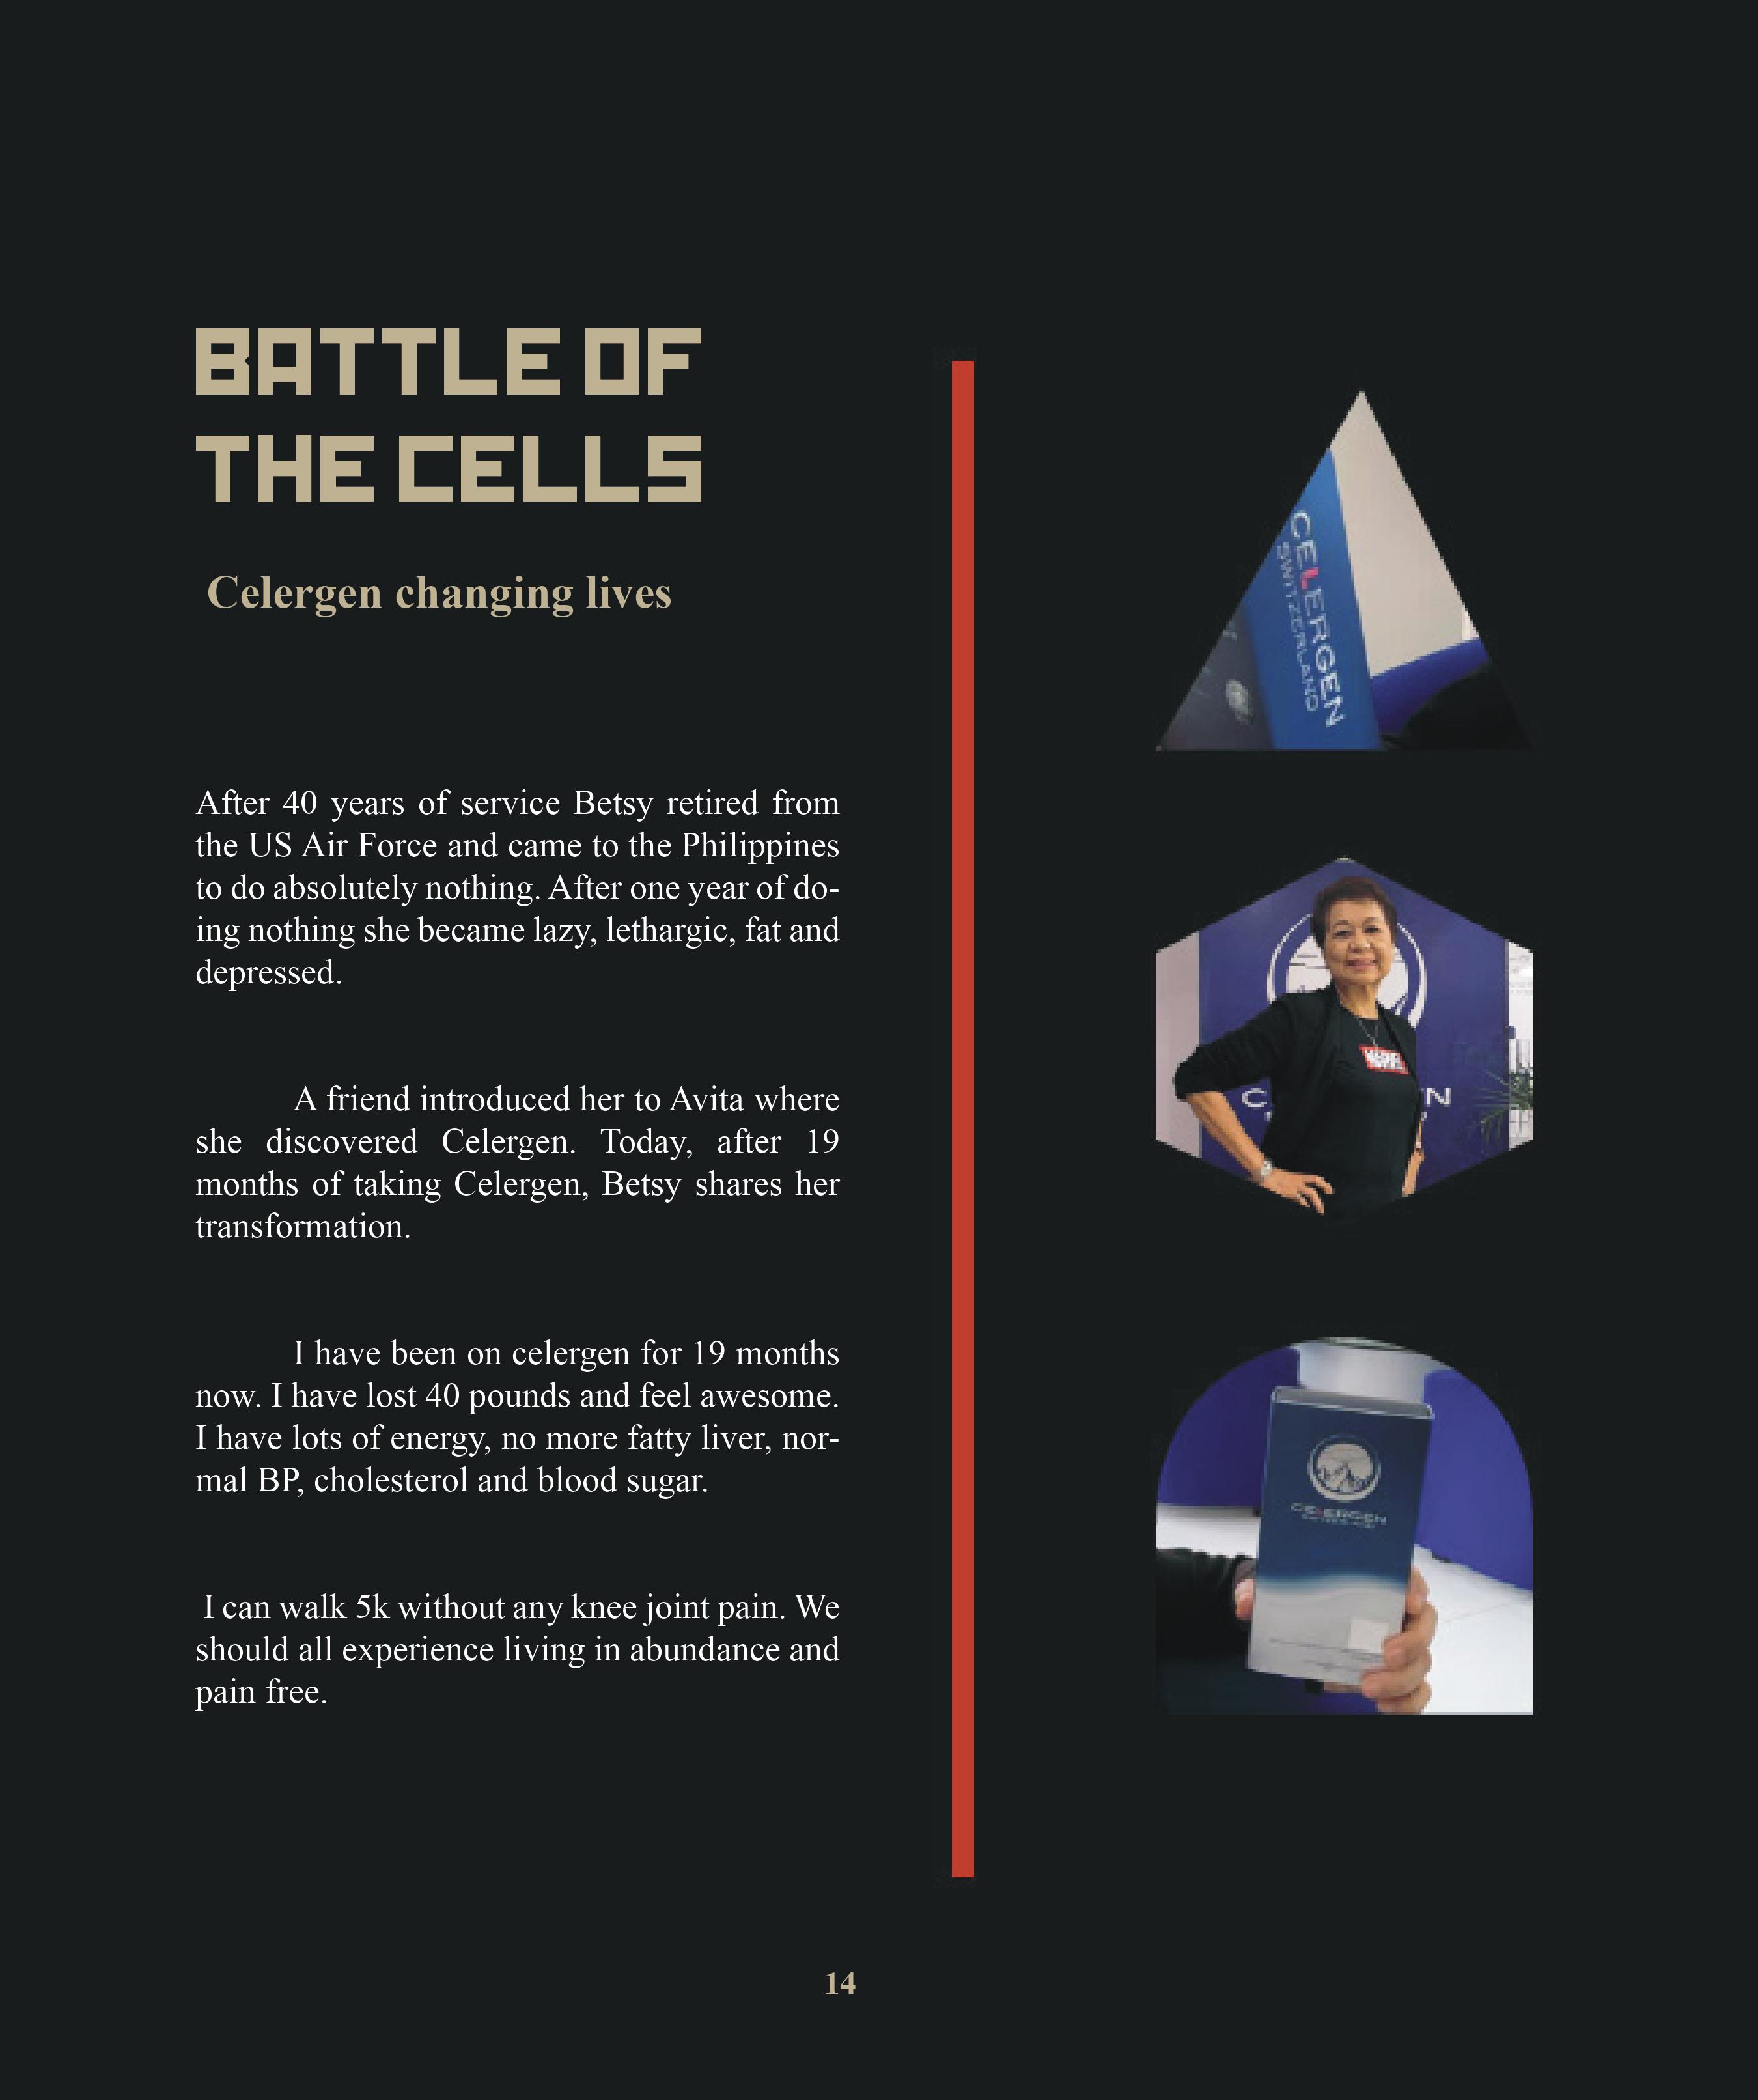 BATTLE OF
THE CELLS
Celergen changing lives
After 40 years of service Betsy retired from
the US Air Force and came to the Philippines
to do absolutely nothing. After one year of do-
ing nothing she became lazy, lethargic, fat and
depressed.
A friend introduced her to Avita where
she discovered Celergen. Today, after 19
months of taking Celergen, Betsy shares her
transformation.
I have been on celergen for 19 months
now. I have lost 40 pounds and feel awesome.
I have lots of energy, no more fatty liver, nor-
mal BP, cholesterol and blood sugar.
I can walk 5k without any knee joint pain. We
should all experience living in abundance and
pain free.
CELERGEN
SWITZERLAND
C
N
MARVEL
CELERGEN
14